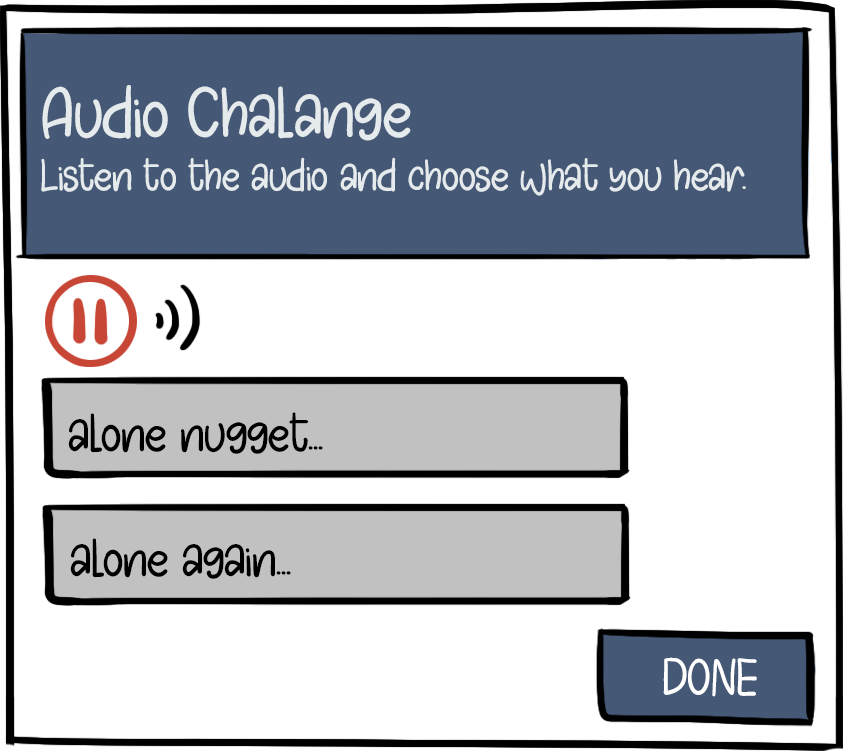 Audio Chalange
Listen to the audio and choose what you hear.
alone nugget...
alone again...
DONE